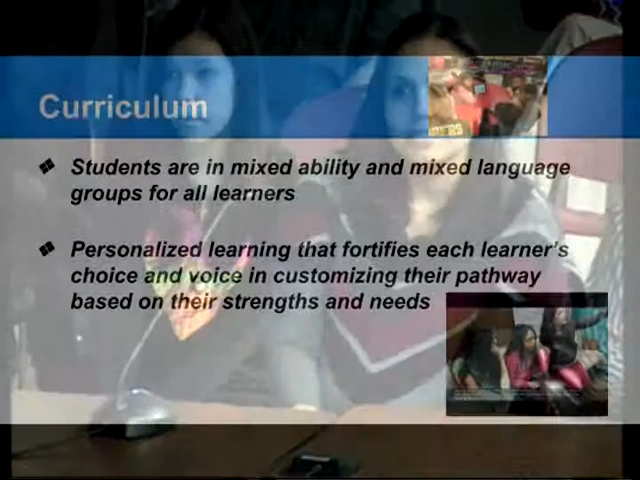 Curriculum
❖ Students are in mixed ability and mixed language
groups for all learners
❖ Personalized learning that fortifies each learner's
choice and voice in customizing their pathway
based on their strengths and needs